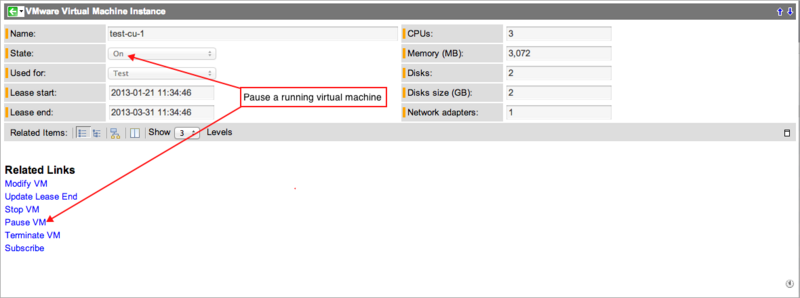 VMware Virtual Machine Instance
Name: test-cu-1 CPUs: 3
State: On Memory (MB): 3,072
Used for: Test Disks: 2
Lease start: 2013-01-21 11:34:46 Disks size (GB): 2
Pause a running virtual machine
Lease end: 2013-03-31 11:34:46 Network adapters: 1
Related Items: Show 3 Levels
Related Links
Modify VM
Update Lease End
Stop VM
Pause VM
Terminate VM
Subscribe